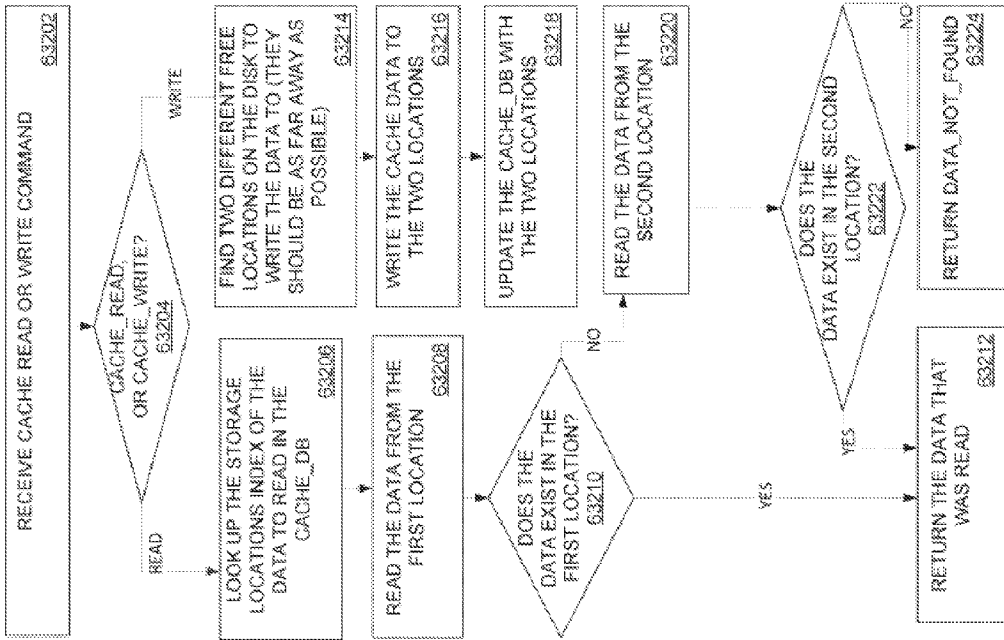 RECEIVE CACHE READ OR WRITE COMMAND
63202
CACHE_READ,
OR CACHE_WRITE?
63204
READ
WRITE
LOOK UP THE STORAGE
LOCATIONS INDEX OF THE
DATA TO READ IN THE
CACHE_DB
63206
READ THE DATA FROM THE
FIRST LOCATION
63208
DOES THE
DATA EXIST IN THE
FIRST LOCATION?
63210
NO
YES
FIND TWO DIFFERENT FREE
LOCATIONS ON THE DISK TO
WRITE THE DATA TO (THEY
SHOULD BE AS FAR AWAY AS
POSSIBLE)
63214
WRITE THE CACHE DATA TO
THE TWO LOCATIONS
63216
UPDATE THE CACHE_DB WITH
THE TWO LOCATIONS
63218
READ THE DATA FROM THE
SECOND LOCATION
63220
DOES THE
DATA EXIST IN THE SECOND
LOCATION?
63222
YES
NO
RETURN THE DATA THAT
WAS READ
63212
RETURN DATA_NOT_FOUND
63224